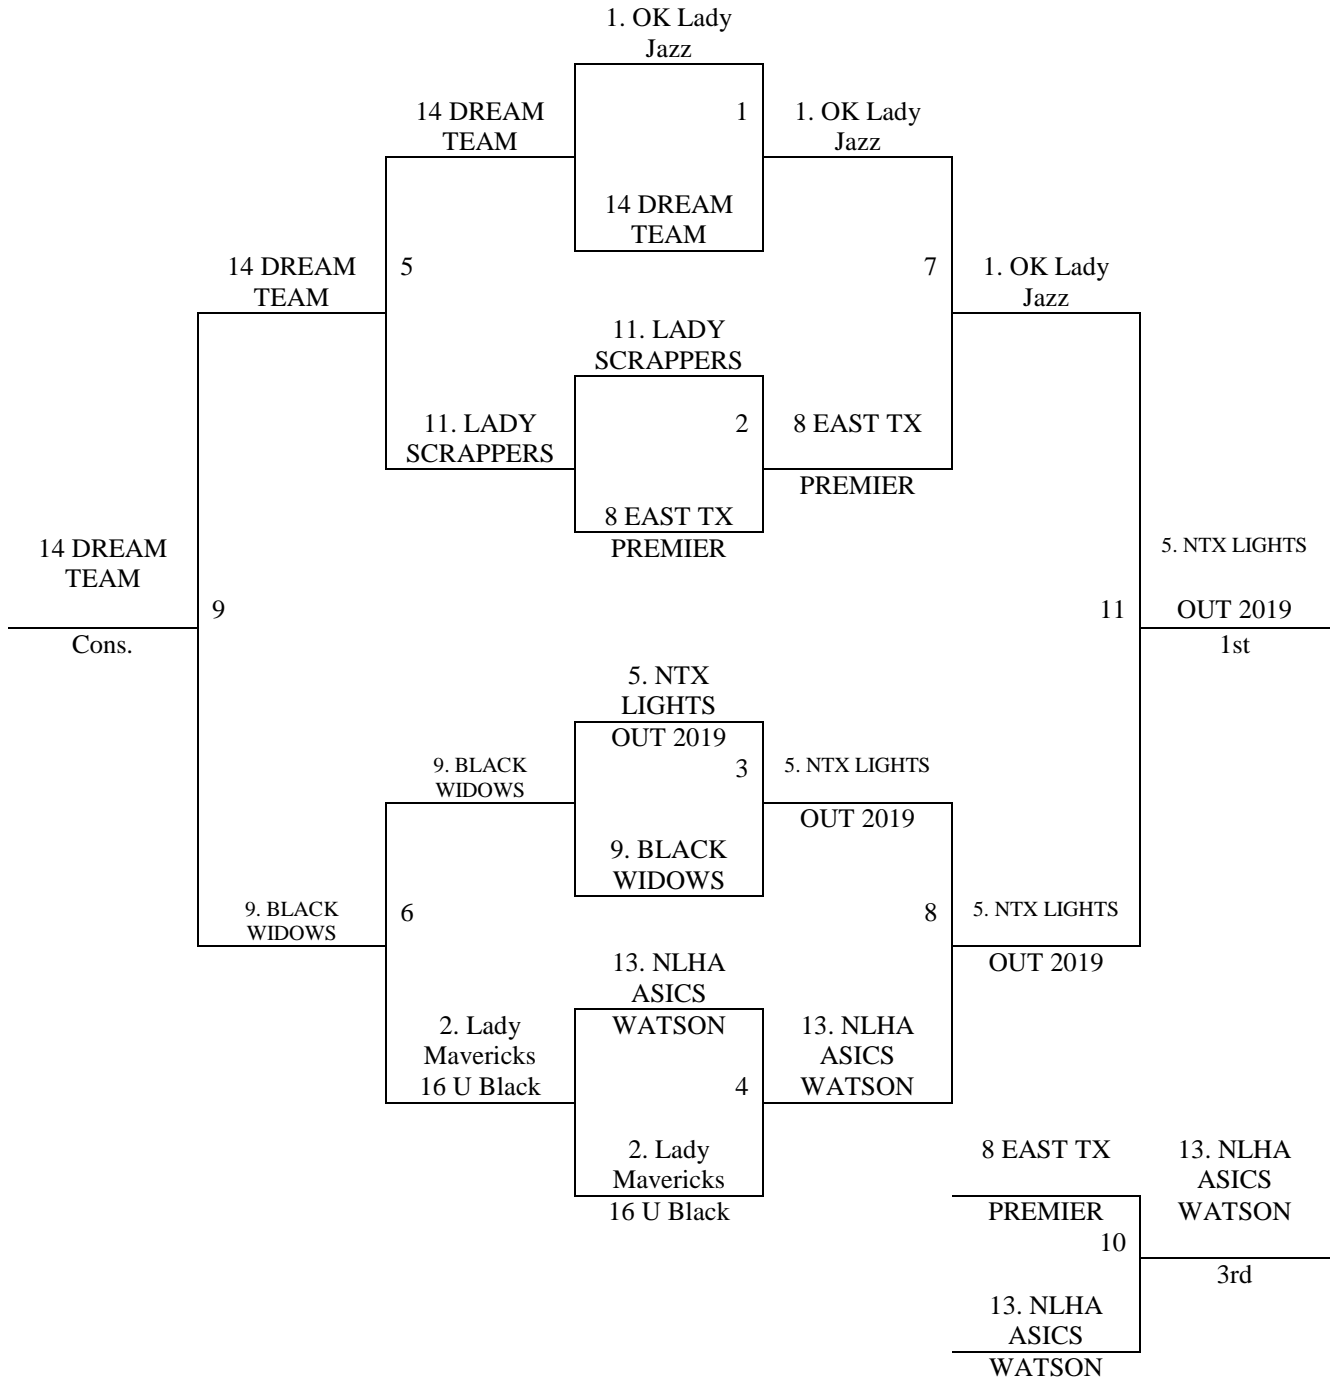 1. OK Lady
Jazz
14 DREAM
TEAM
1
1. OK Lady
Jazz
14 DREAM
TEAM
14 DREAM
TEAM
5
7
1. OK Lady
Jazz
11. LADY
SCRAPPERS
11. LADY
SCRAPPERS
2
8 EAST TX
PREMIER
8 EAST TX
PREMIER
14 DREAM
TEAM
9
Cons.
5. NTX LIGHTS
11
OUT 2019
1st
5. NTX
LIGHTS
OUT 2019
9. BLACK
WIDOWS
3
5. NTX LIGHTS
OUT 2019
9. BLACK
WIDOWS
9. BLACK
WIDOWS
6
8
5. NTX LIGHTS
OUT 2019
13. NLHA
ASICS
WATSON
2. Lady
Mavericks
16 U Black
4
13. NLHA
ASICS
WATSON
2. Lady
Mavericks
16 U Black
8 EAST TX
PREMIER
13. NLHA
ASICS
WATSON
10
3rd
13. NLHA
ASICS
WATSON